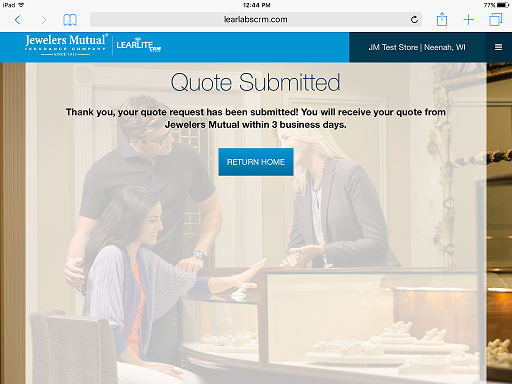 iPad 12:44 PM 77%
learlabscrm.com
Jewelers Mutual® LEARLITE CRM JM Test Store | Neenah, WI
INSURANCE COMPANY
SINCE 1913
Quote Submitted
Thank you, your quote request has been submitted! You will receive your quote from
Jewelers Mutual within 3 business days.
RETURN HOME